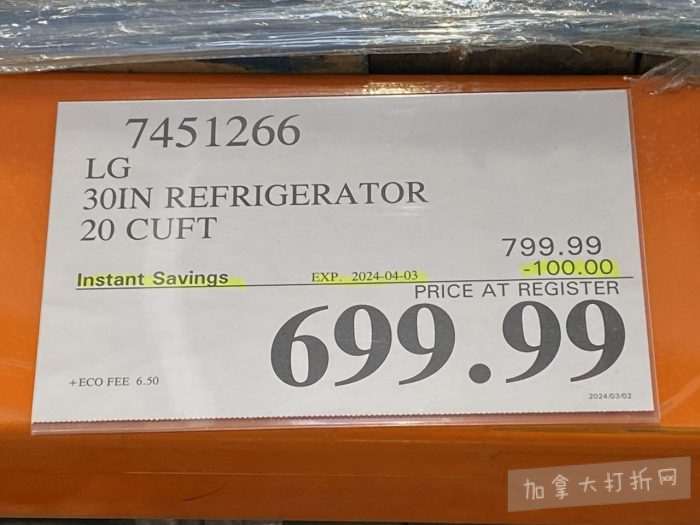 7451266
LG
30IN REFRIGERATOR
20 CUFT
799.99
Instant Savings EXP. 2024-04-03 -100.00
PRICE AT REGISTER
699.99
+ECO FEE 6.50
2024/03/02
加拿大打折网